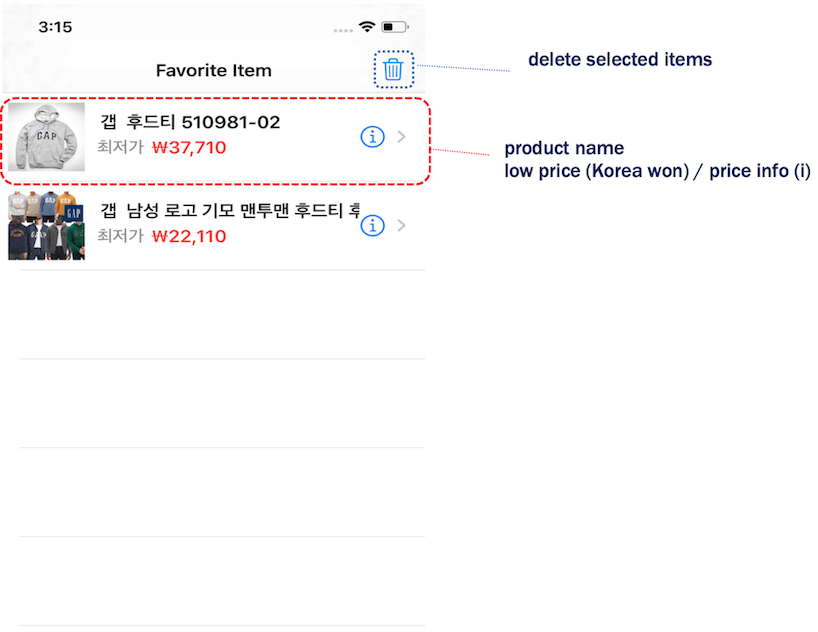 3:15
Favorite Item
delete selected items
GAP
갭 후드티 510981-02
최저가 ₩37,710
product name
low price (Korea won) / price info (i)
GAP
갭 남성 로고 기모 맨투맨 후드티 후
최저가 ₩22,110